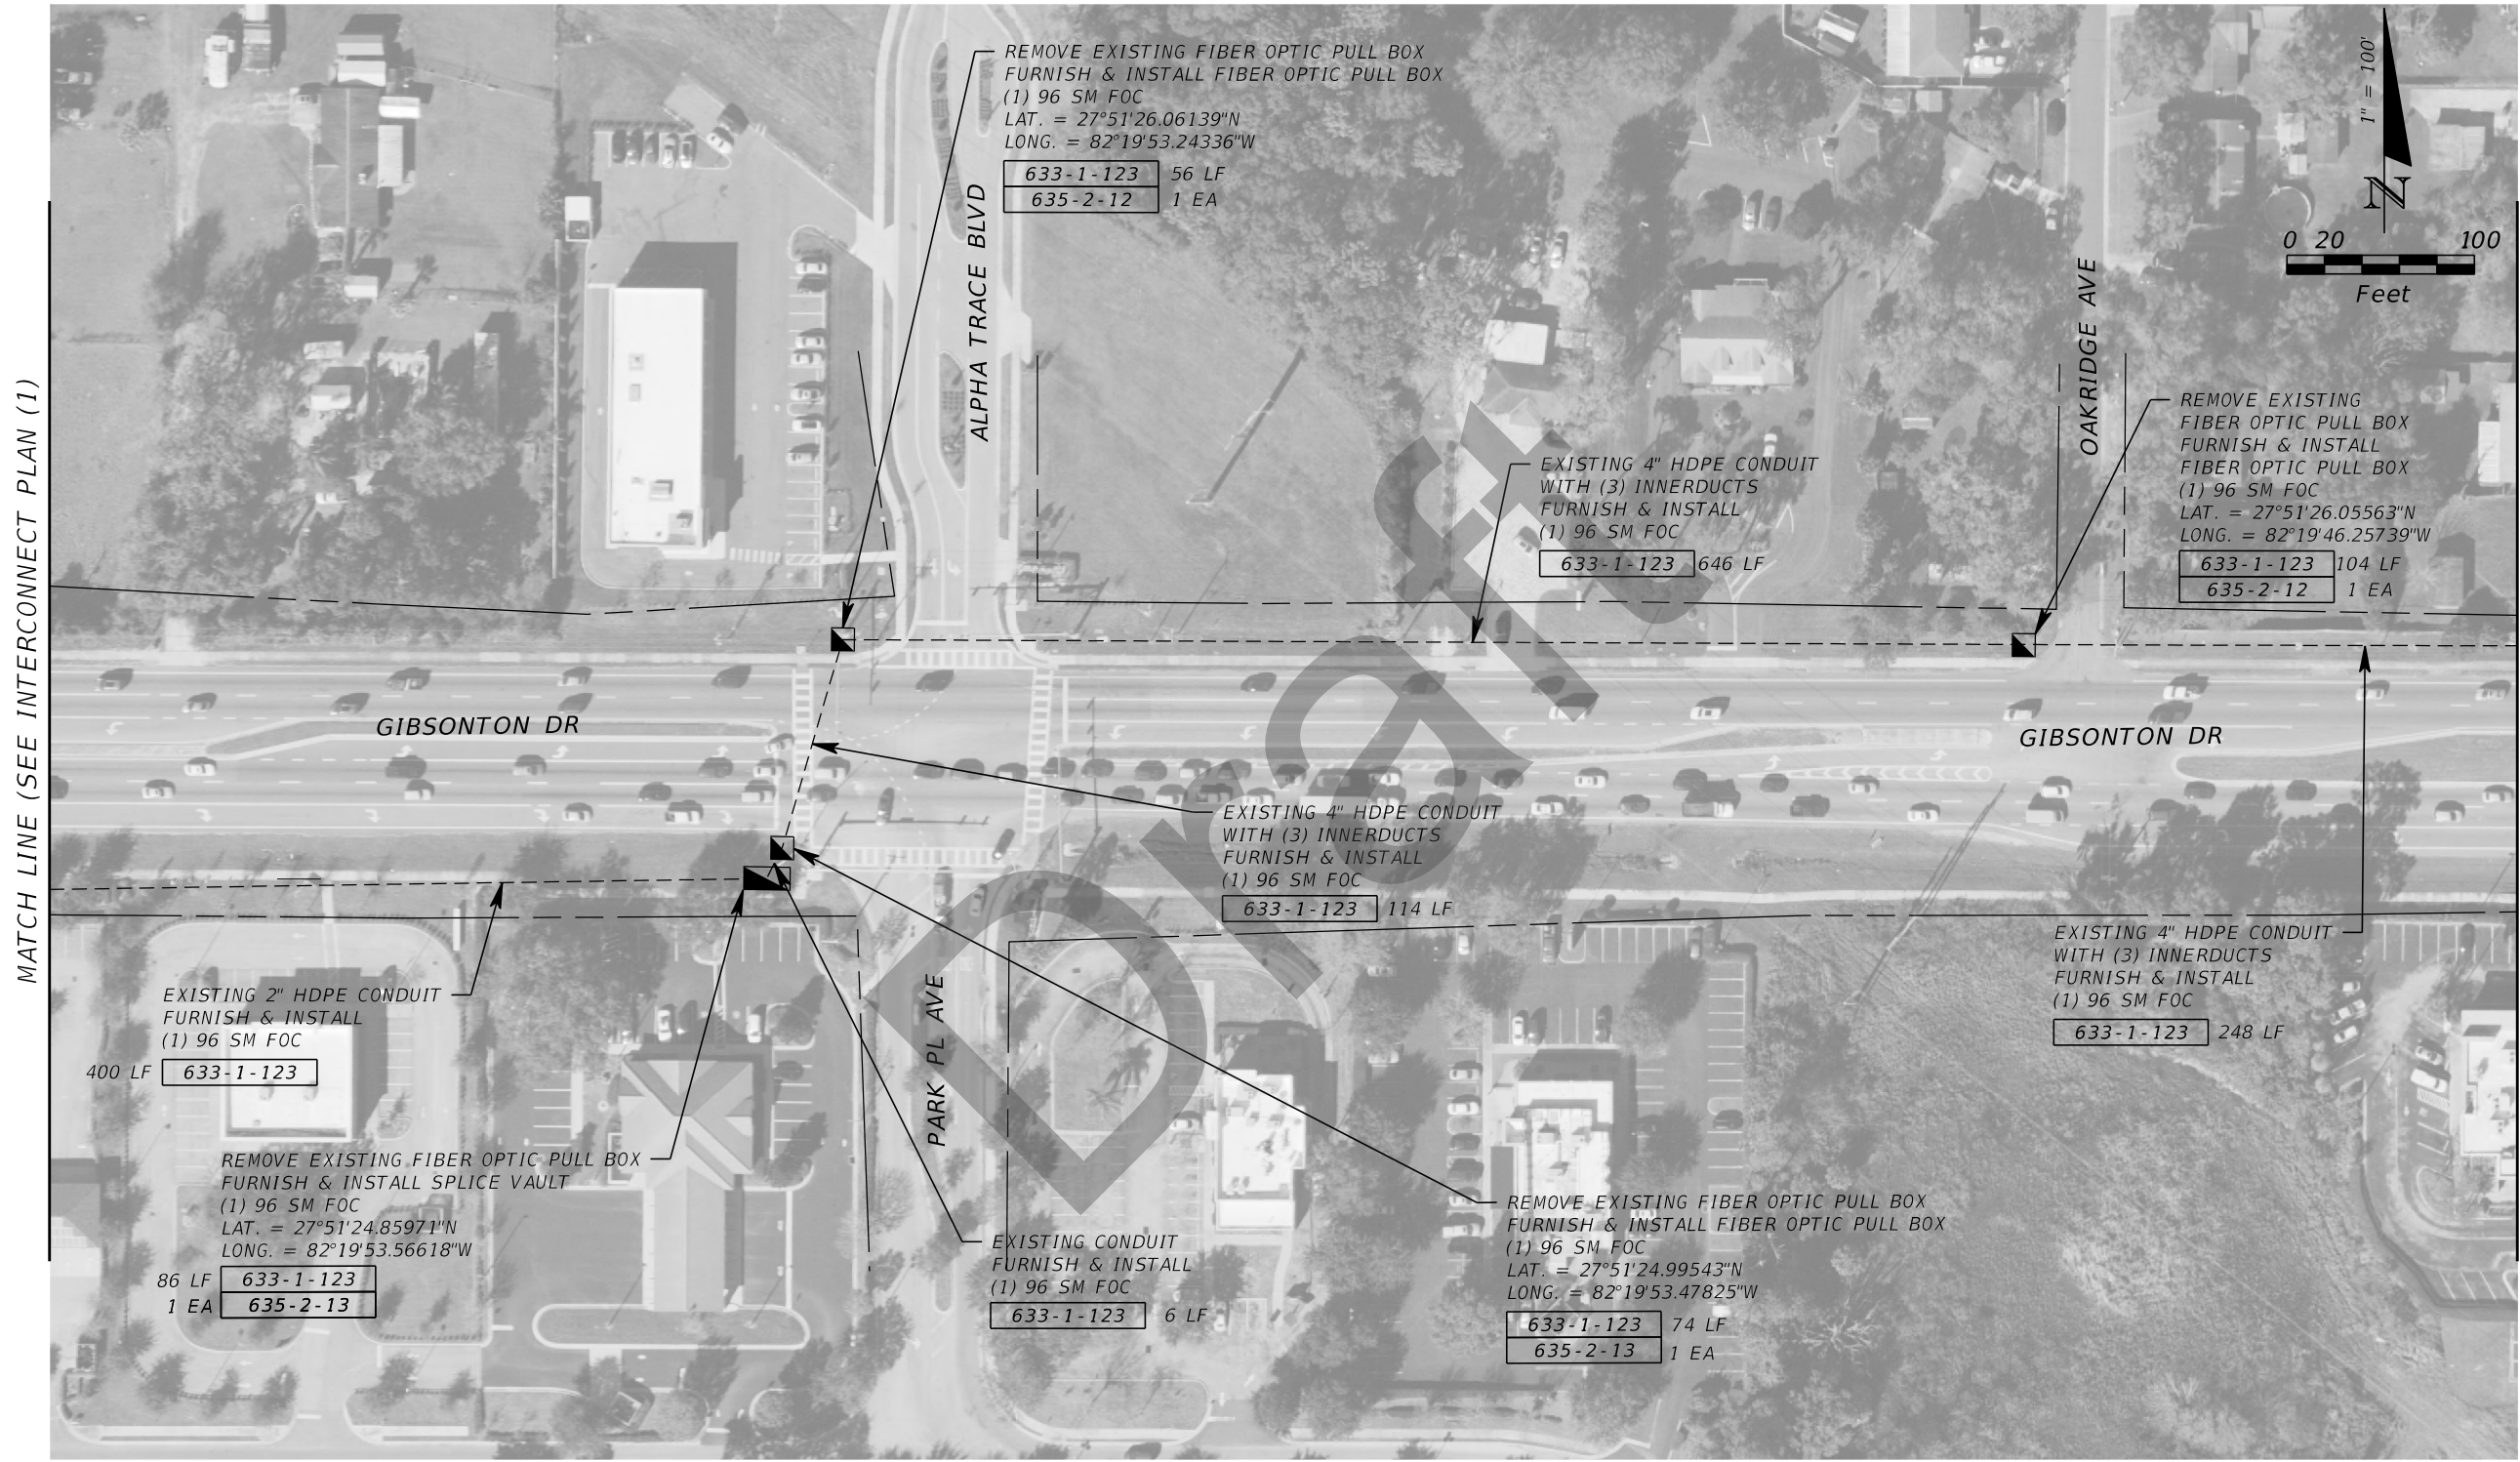 REMOVE EXISTING FIBER OPTIC PULL BOX
FURNISH & INSTALL FIBER OPTIC PULL BOX
(1) 96 SM FOC
LAT. = 27°51'26.06139"N
LONG. = 82°19'53.24336"W
633-1-123 56 LF
635-2-12 1 EA
1" = 100'
N
0 20 100
Feet
ALPHA TRACE BLVD
OAKRIDGE AVE
REMOVE EXISTING
FIBER OPTIC PULL BOX
FURNISH & INSTALL
FIBER OPTIC PULL BOX
(1) 96 SM FOC
LAT. = 27°51'26.05563"N
LONG. = 82°19'46.25739"W
633-1-123 104 LF
635-2-12 1 EA
EXISTING 4" HDPE CONDUIT
WITH (3) INNERDUCTS
FURNISH & INSTALL
(1) 96 SM FOC
633-1-123 646 LF
MATCH LINE (SEE INTERCONNECT PLAN (1)
GIBSONTON DR
GIBSONTON DR
Draft
EXISTING 4" HDPE CONDUIT
WITH (3) INNERDUCTS
FURNISH & INSTALL
(1) 96 SM FOC
633-1-123 114 LF
EXISTING 4" HDPE CONDUIT
WITH (3) INNERDUCTS
FURNISH & INSTALL
(1) 96 SM FOC
633-1-123 248 LF
EXISTING 2" HDPE CONDUIT
FURNISH & INSTALL
(1) 96 SM FOC
400 LF 633-1-123
PARK PL AVE
REMOVE EXISTING FIBER OPTIC PULL BOX
FURNISH & INSTALL SPLICE VAULT
(1) 96 SM FOC
LAT. = 27°51'24.85971"N
LONG. = 82°19'53.56618"W
86 LF 633-1-123
1 EA 635-2-13
EXISTING CONDUIT
FURNISH & INSTALL
(1) 96 SM FOC
633-1-123 6 LF
REMOVE EXISTING FIBER OPTIC PULL BOX
FURNISH & INSTALL FIBER OPTIC PULL BOX
(1) 96 SM FOC
LAT. = 27°51'24.99543"N
LONG. = 82°19'53.47825"W
633-1-123 74 LF
635-2-13 1 EA